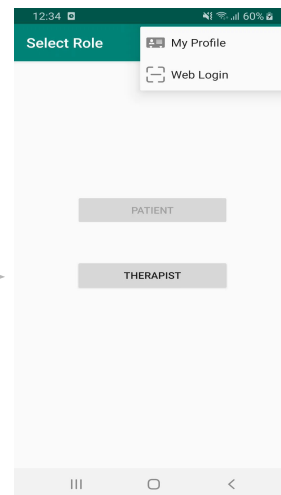 12:34 60%
Select Role
My Profile
Web Login
PATIENT
THERAPIST